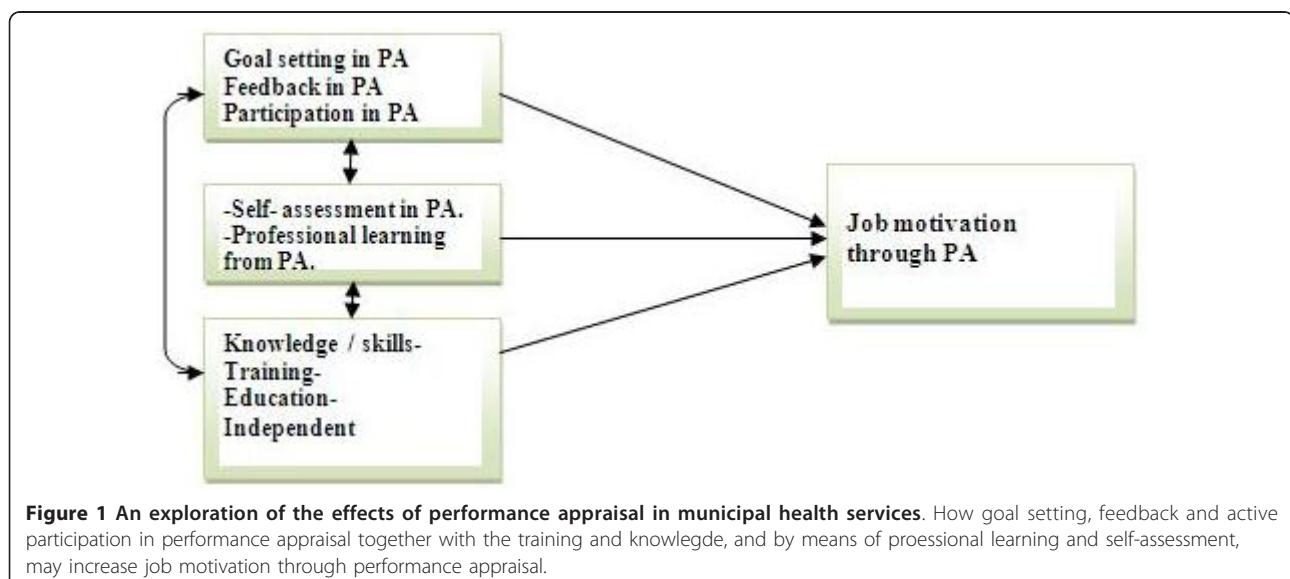 Goal setting in PA
Feedback in PA
Participation in PA
-Self- assessment in PA.
-Professional learning
from PA.
Knowledge / skills-
Training-
Education-
Independent
Job motivation
through PA
Figure 1 An exploration of the effects of performance appraisal in municipal health services. How goal setting, feedback and active
participation in performance appraisal together with the training and knowlegde, and by means of proessional learning and self-assessment,
may increase job motivation through performance appraisal.